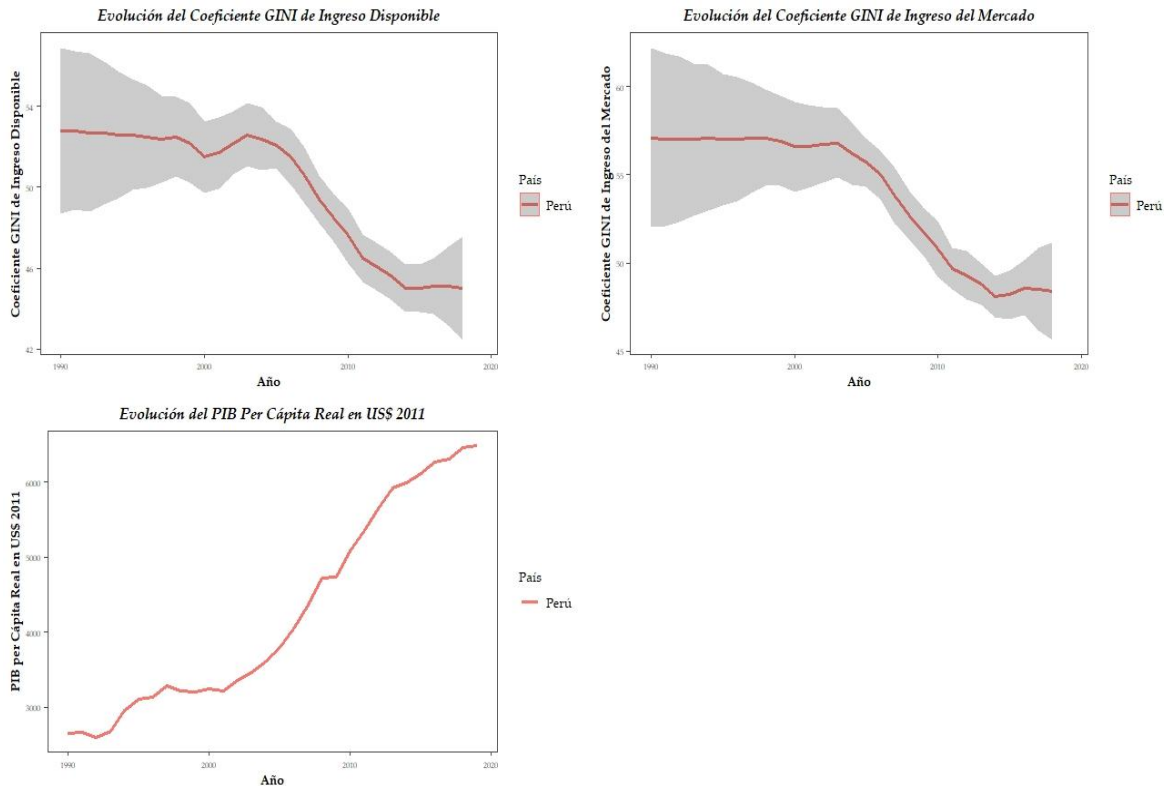 Evolución del Coeficiente GINI de Ingreso Disponible
Coeficiente GINI de Ingreso Disponible
54
50
46
42
1990
2000
2010
2020
Año
País
Perú
Evolución del Coeficiente GINI de Ingreso del Mercado
Coeficiente GINI de Ingreso del Mercado
60
55
50
45
1990
2000
2010
2020
Año
País
Perú
Evolución del PIB Per Cápita Real en US$ 2011
PIB per Cápita Real en US$ 2011
6000
5000
4000
3000
1990
2000
2010
2020
Año
País
Perú